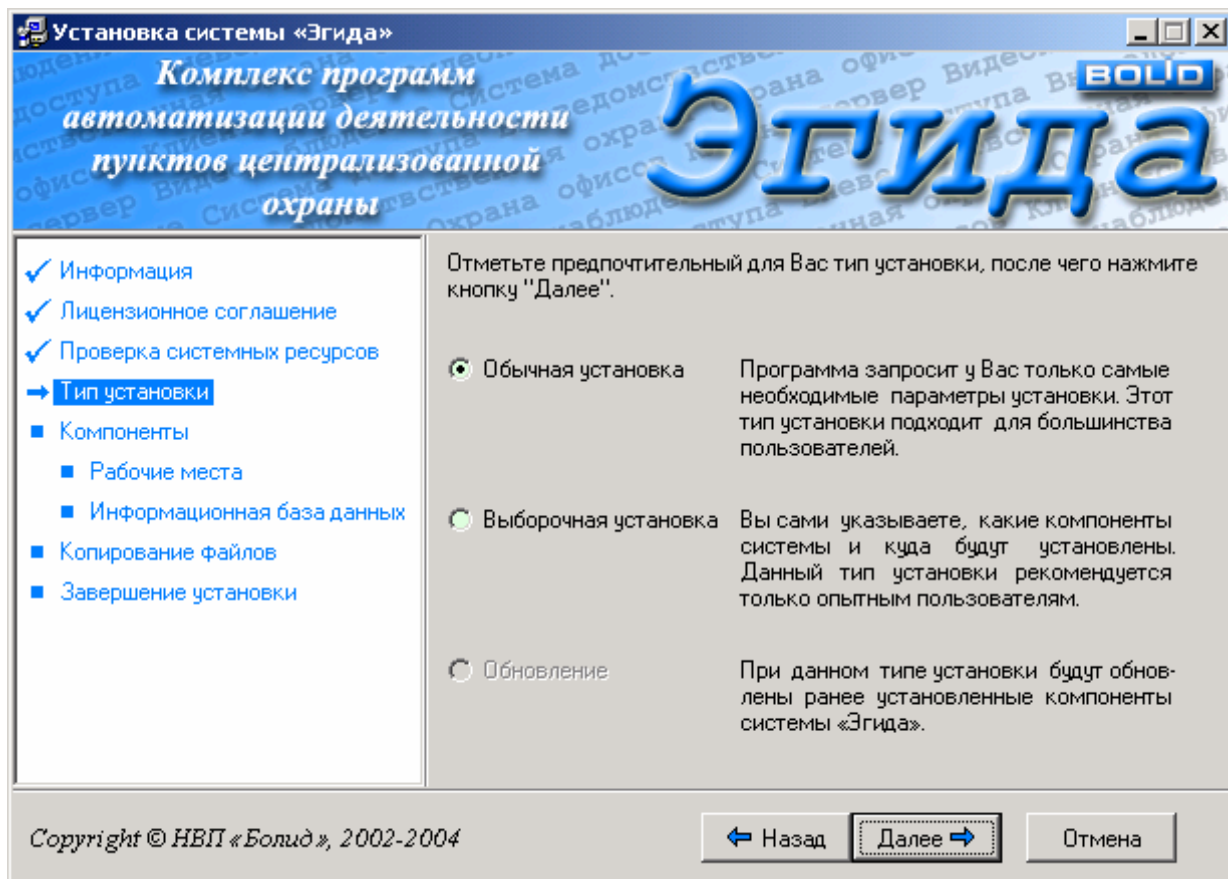 Установка системы «Эгида»
Комплекс программ
автоматизации деятельности
пунктов централизованной
охраны
BOLID
Эгида
Информация
Лицензионное соглашение
Проверка системных ресурсов
Тип установки
Компоненты
Рабочие места
Информационная база данных
Копирование файлов
Завершение установки
Отметьте предпочтительный для Вас тип установки, после чего нажмите
кнопку "Далее".
Обычная установка
Программа запросит у Вас только самые
необходимые параметры установки. Этот
тип установки подходит для большинства
пользователей.
Выборочная установка
Вы сами указываете, какие компоненты
системы и куда будут установлены.
Данный тип установки рекомендуется
только опытным пользователям.
Обновление
При данном типе установки будут обнов-
лены ранее установленные компоненты
системы «Эгида».
Copyright © НВП «Болид», 2002-2004
Назад
Далее
Отмена